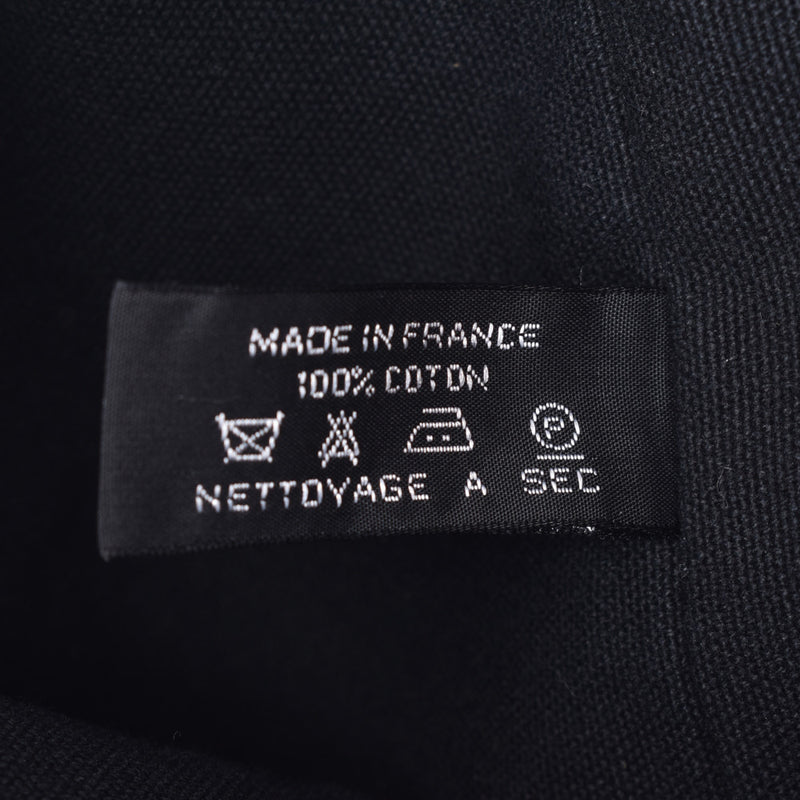 MADE IN FRANCE
100% COTON
P
NETTOYAGE A SEC